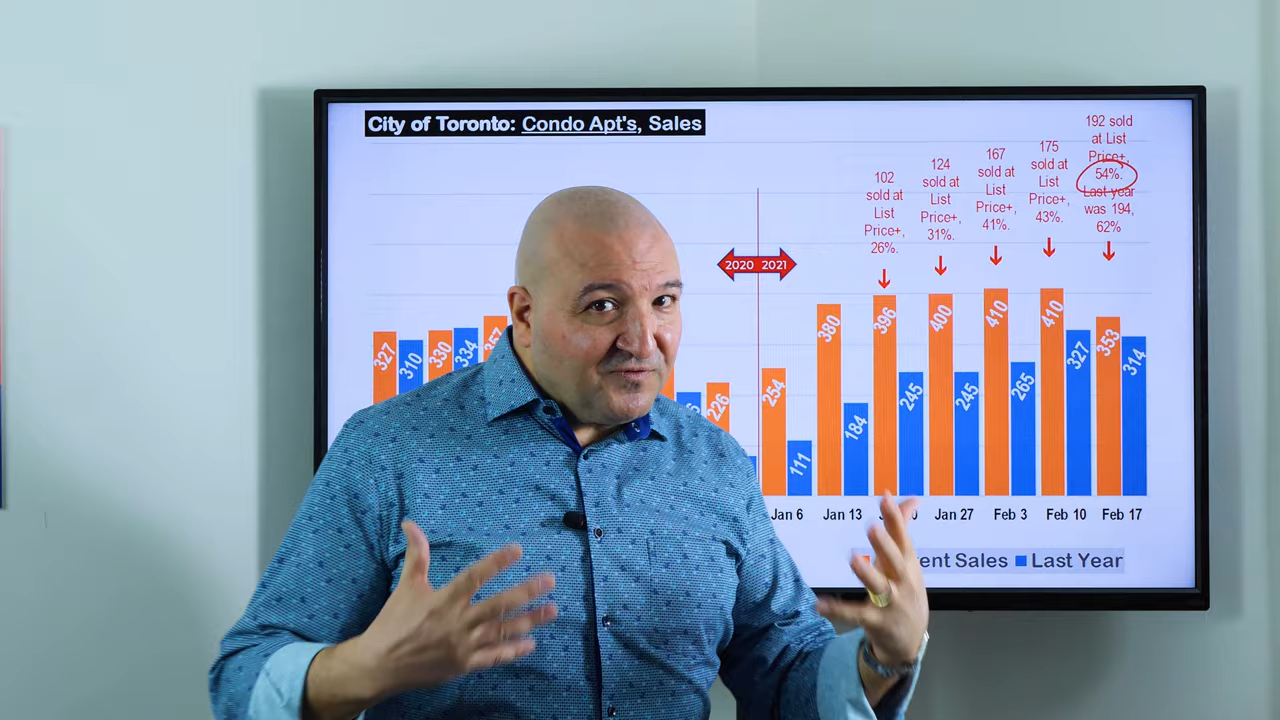 City of Toronto: Condo Apt's, Sales
192 sold
at List
Price+,
54%.
Last year
was 194,
62%
175
sold at
List
Price+,
43%.
167
sold at
List
Price+,
41%.
124
sold at
List
Price+,
31%.
102
sold at
List
Price+,
26%.
2020 2021
327
310
330
334
226
254
111
380
184
396
245
400
245
410
265
410
327
353
314
Jan 6 Jan 13 Jan 27 Feb 3 Feb 10 Feb 17
Sales Last Year